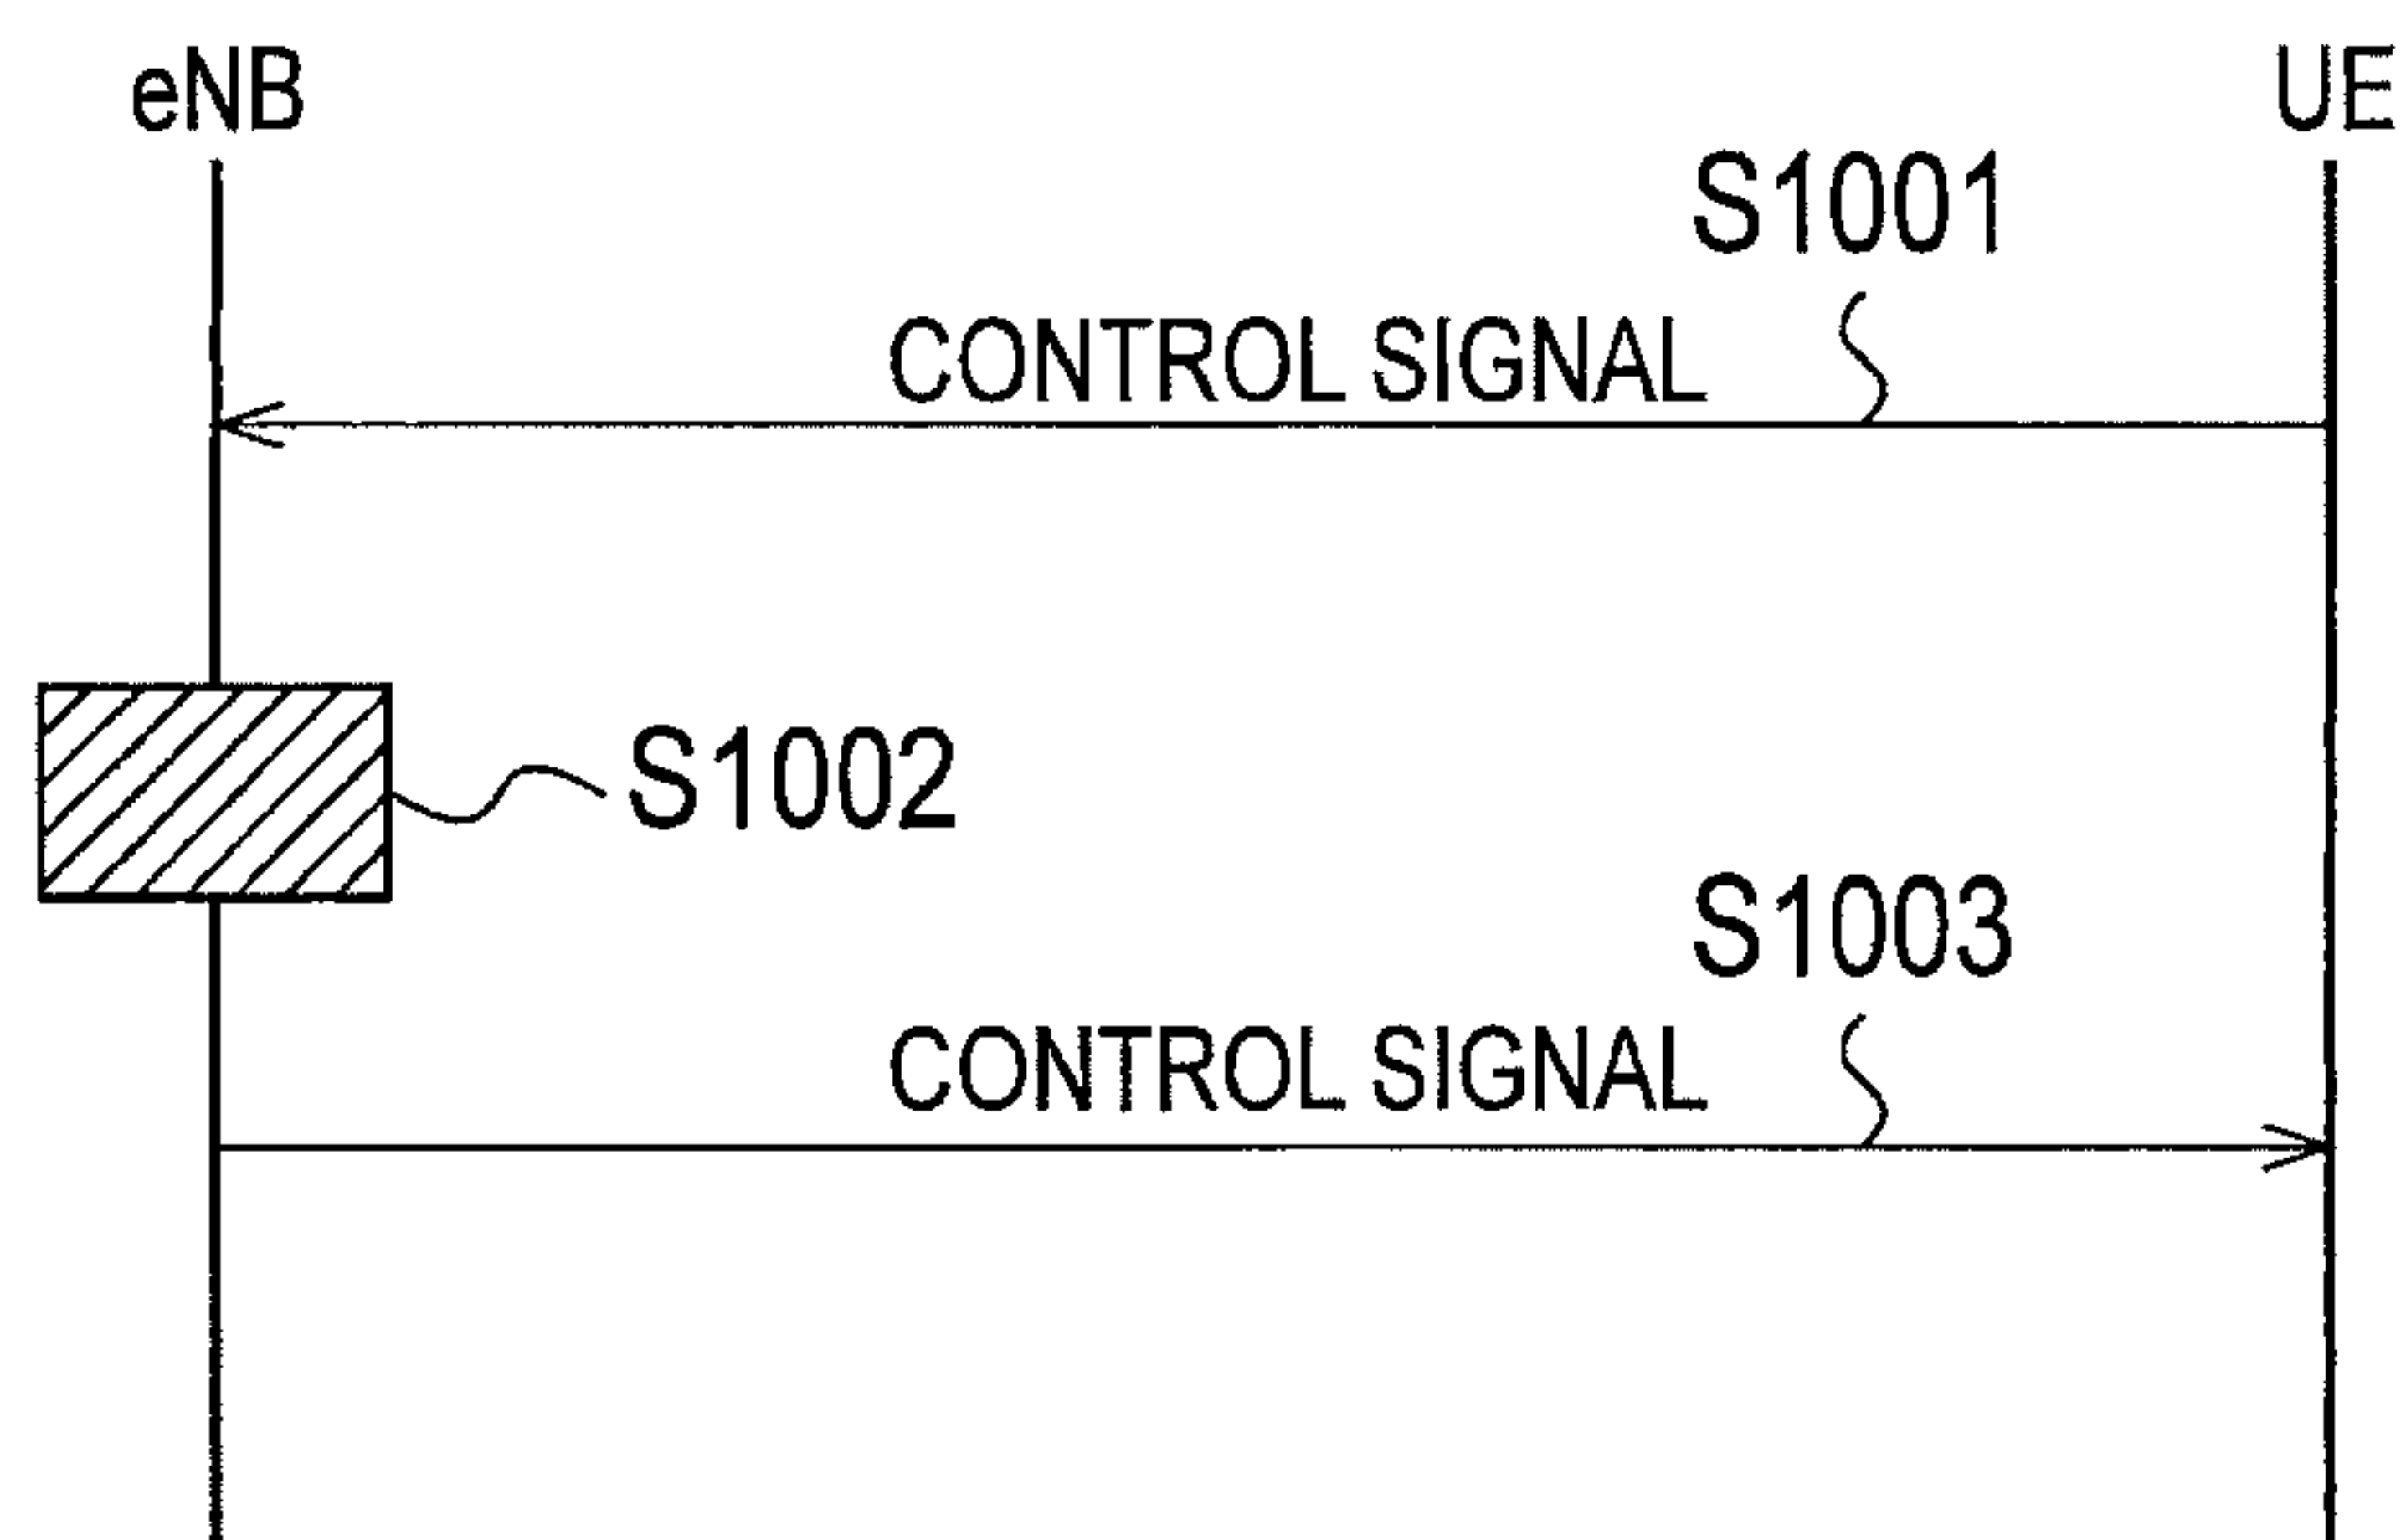 eNB UE
S1001
CONTROL SIGNAL
S1002
S1003
CONTROL SIGNAL